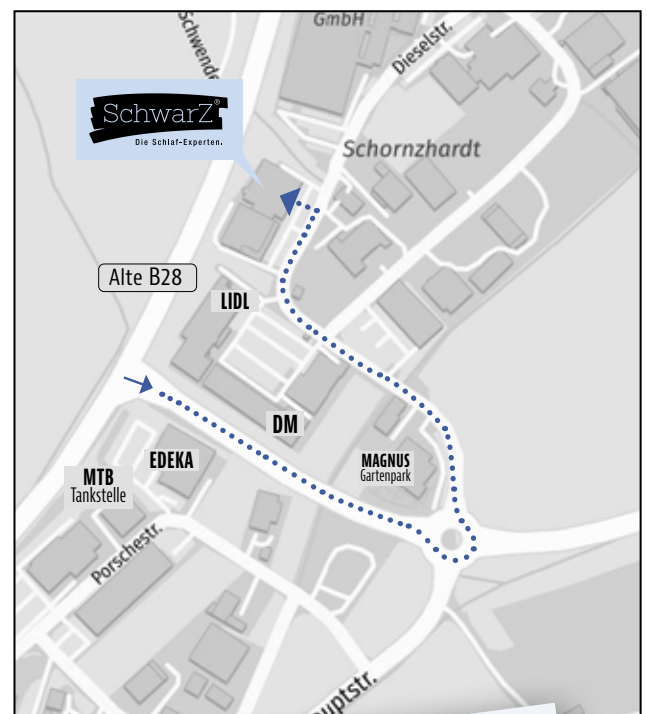 GmbH
Schwende
Dieselstr.
SchwarZ®
Die Schlaf-Experten.
Schornzhardt
Alte B28
LIDL
DM
EDEKA
MAGNUS
Gartenpark
MTB
Tankstelle
Porschestr.
uptstr.